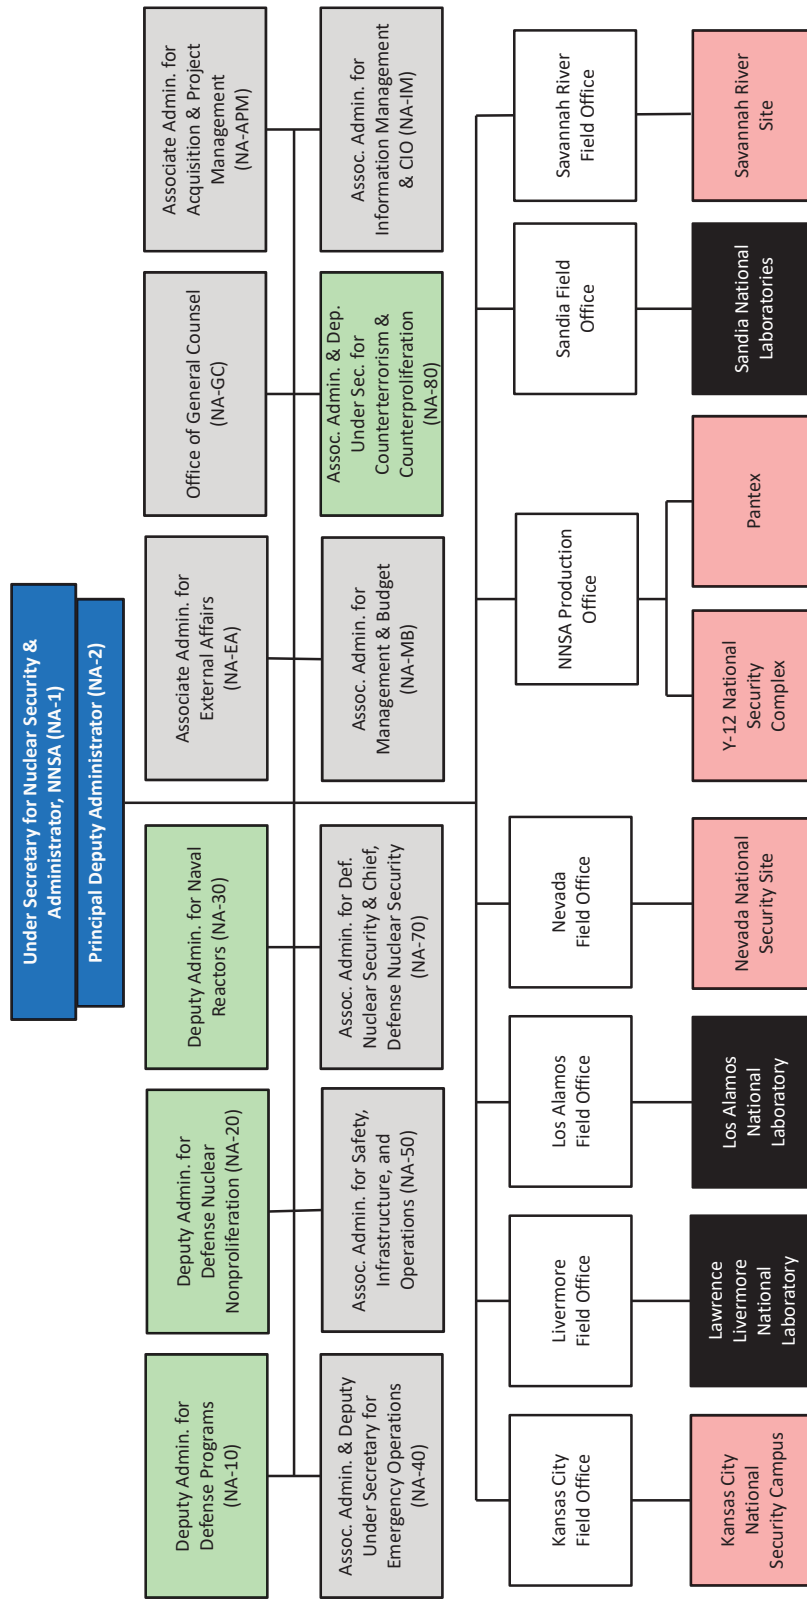 Under Secretary for Nuclear Security &
Administrator, NNSA (NA-1)
Principal Deputy Administrator (NA-2)
Deputy Admin. for
Defense Programs
(NA-10)
Deputy Admin. for
Defense Nuclear
Nonproliferation (NA-20)
Deputy Admin. for Naval
Reactors (NA-30)
Associate Admin. for
External Affairs
(NA-EA)
Office of General Counsel
(NA-GC)
Associate Admin. for
Acquisition & Project
Management
(NA-APM)
Assoc. Admin. & Deputy
Under Secretary for
Emergency Operations
(NA-40)
Assoc. Admin. for Safety,
Infrastructure, and
Operations (NA-50)
Assoc. Admin. for Def.
Nuclear Security & Chief,
Defense Nuclear Security
(NA-70)
Assoc. Admin. for
Management & Budget
(NA-MB)
Assoc. Admin. & Dep.
Under Sec. for
Counterterrorism &
Counterproliferation
(NA-80)
Assoc. Admin. for
Information Management
& CIO (NA-IM)
Kansas City
Field Office
Livermore
Field Office
Los Alamos
Field Office
Nevada
Field Office
NNSA Production
Office
Sandia Field
Office
Savannah River
Field Office
Kansas City
National
Security Campus
Lawrence
Livermore
National
Laboratory
Los Alamos
National
Laboratory
Nevada National
Security Site
Y-12 National
Security
Complex
Pantex
Sandia National
Laboratories
Savannah River
Site